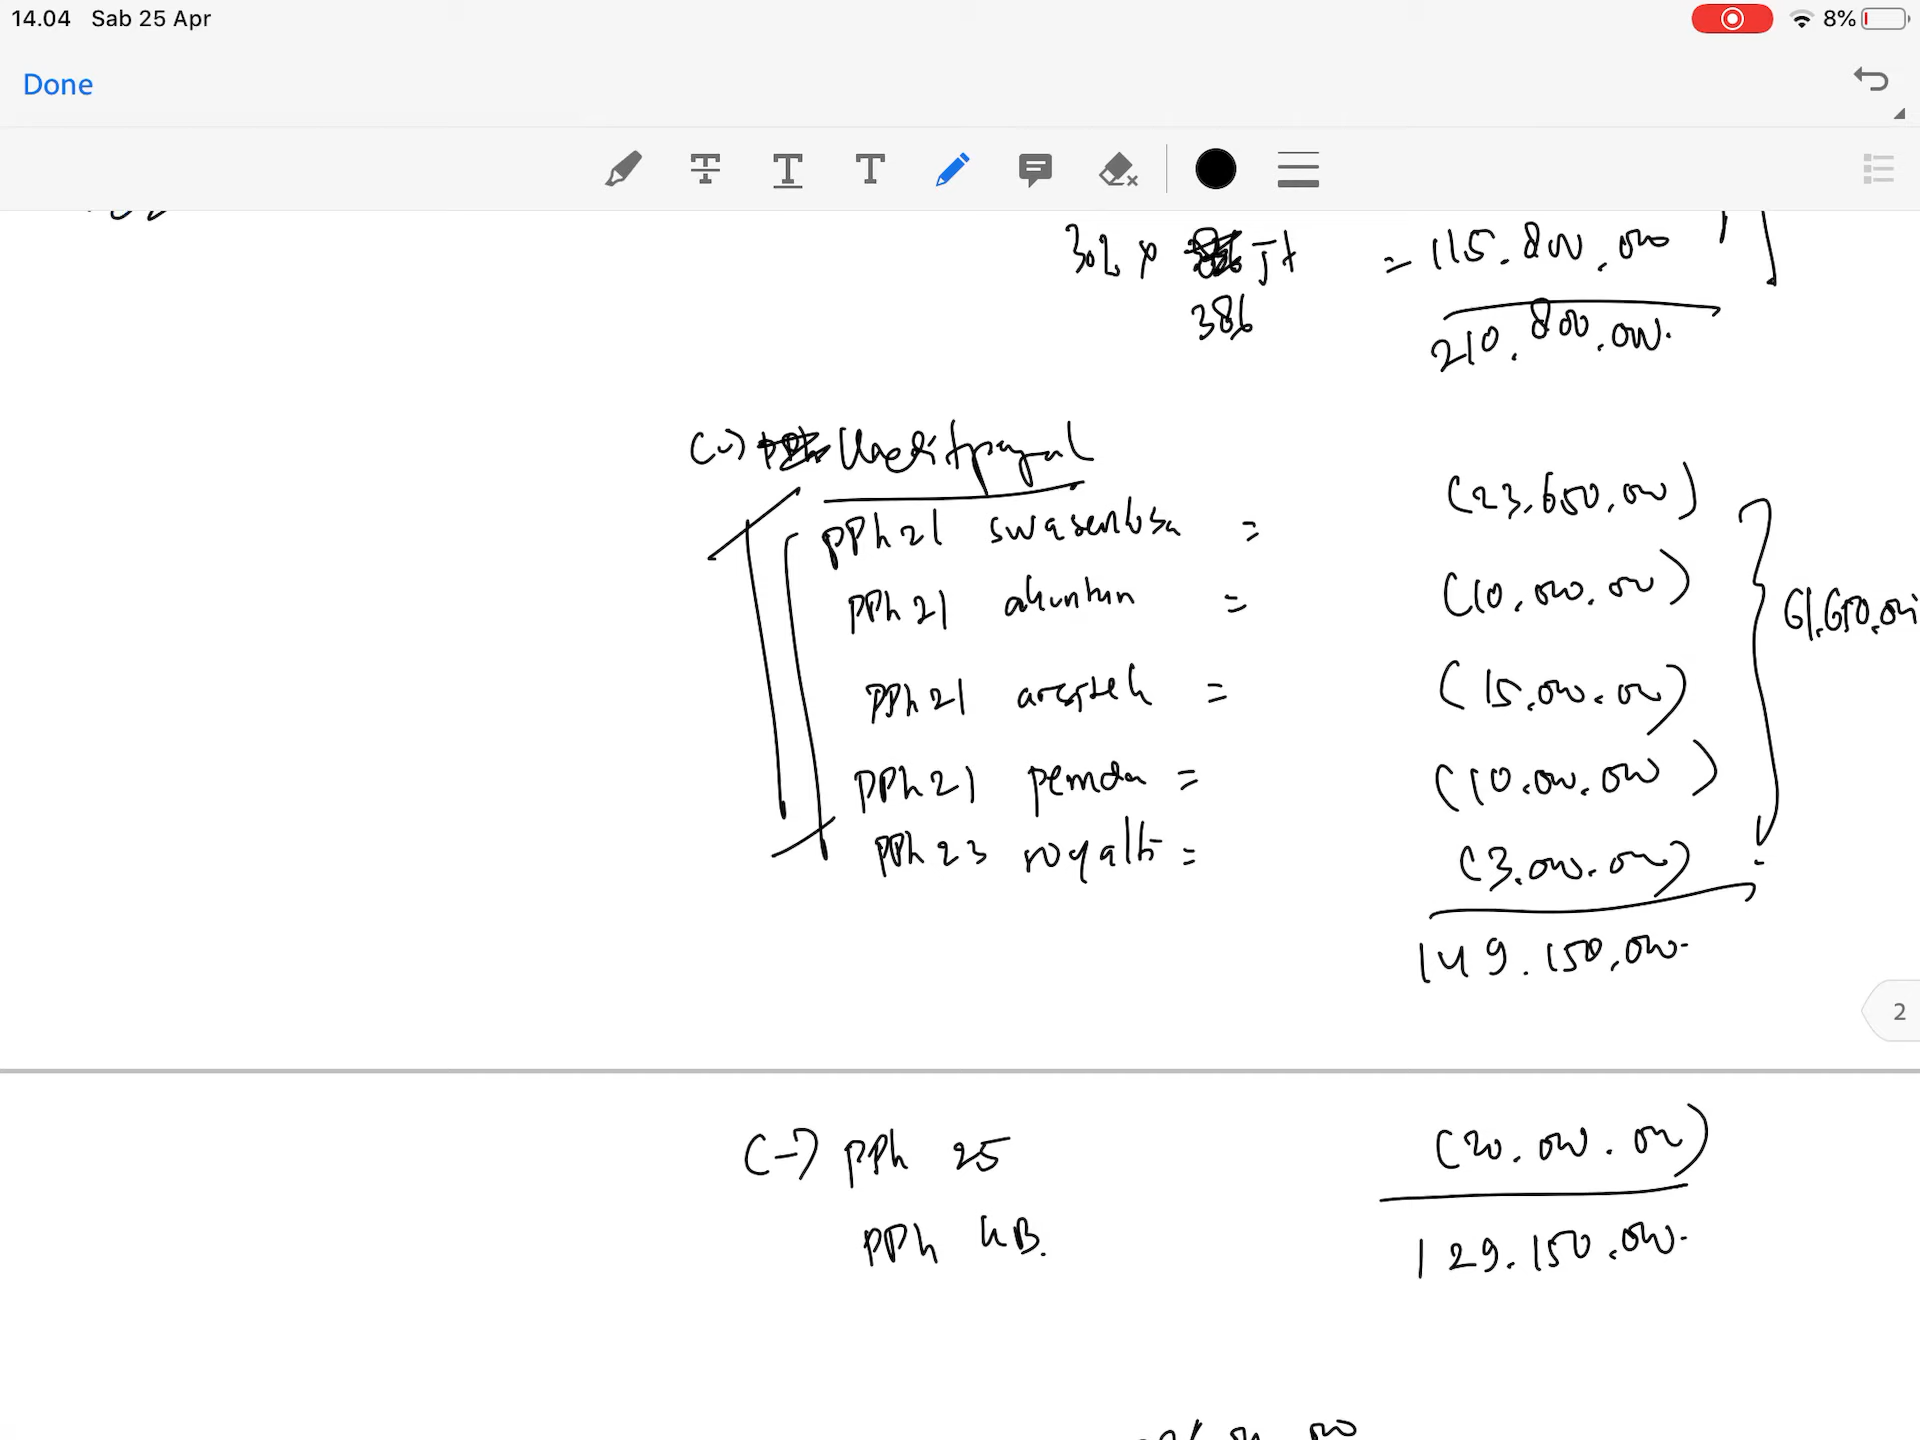 14.04 Sab 25 Apr
8%
Done
30% x Jt = 115.800.000
386
210.800.000.
(-) Kredit pajak
PPh 21 swasentosa = (23.650.000)
PPh 21 akuntan = (10.000.000)
61.650.000
PPh 21 arsitek = (15.000.000)
PPh 21 pemda = (10.000.000)
PPh 23 royalti = (3.000.000)
149.150.000.
2
(-) PPh 25 (20.000.000)
PPh KB. 129.150.000.